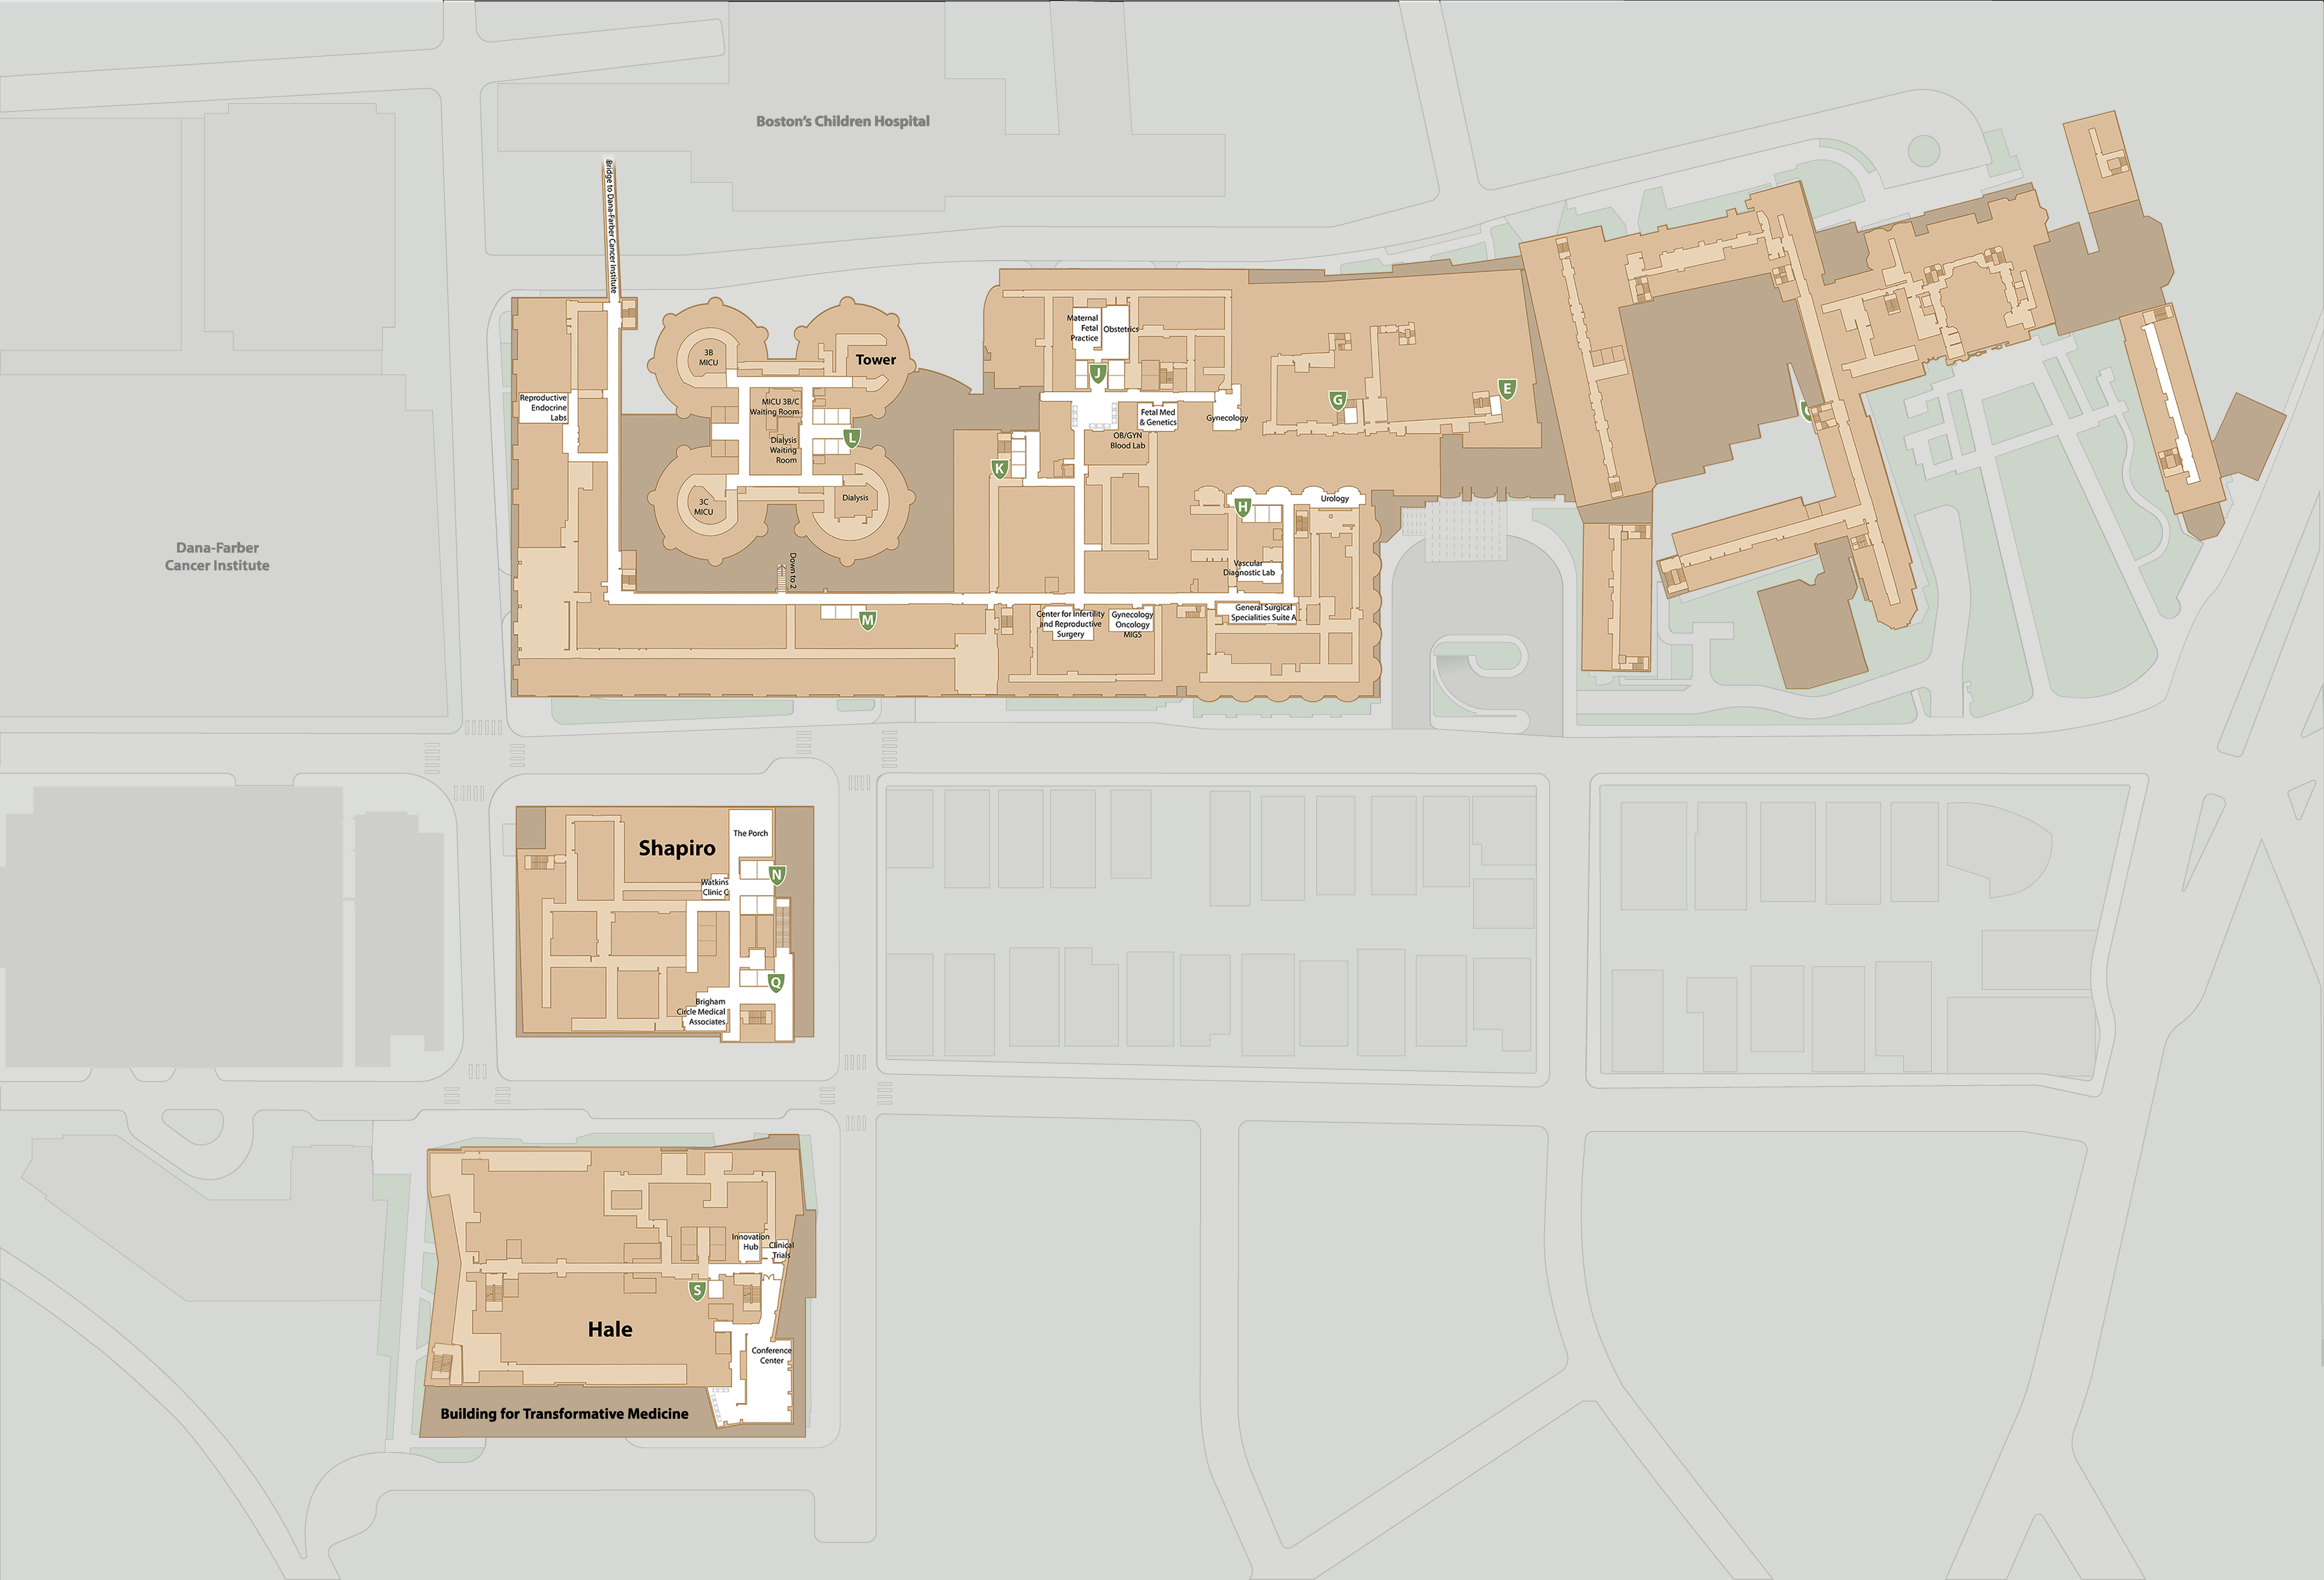 Boston's Children Hospital
Bridge to Dana-Farber Cancer Institute
Dana-Farber
Cancer Institute
Reproductive
Endocrine
Labs
3B
MICU
Tower
MICU 3B/C
Waiting Room
L
Dialysis
Waiting
Room
3C
MICU
Dialysis
Down to 2
M
Maternal
Fetal
Practice
Obstetrics
J
Fetal Med
& Genetics
Gynecology
OB/GYN
Blood Lab
K
G
E
H
Urology
Vascular
Diagnostic Lab
Center for Infertility
and Reproductive
Surgery
Gynecology
Oncology
MIGS
General Surgical
Specialities Suite A
Shapiro
The Porch
N
Watkins
Clinic C
Q
Brigham
Circle Medical
Associates
Innovation
Hub
Clinical
Trials
S
Hale
Conference
Center
Building for Transformative Medicine